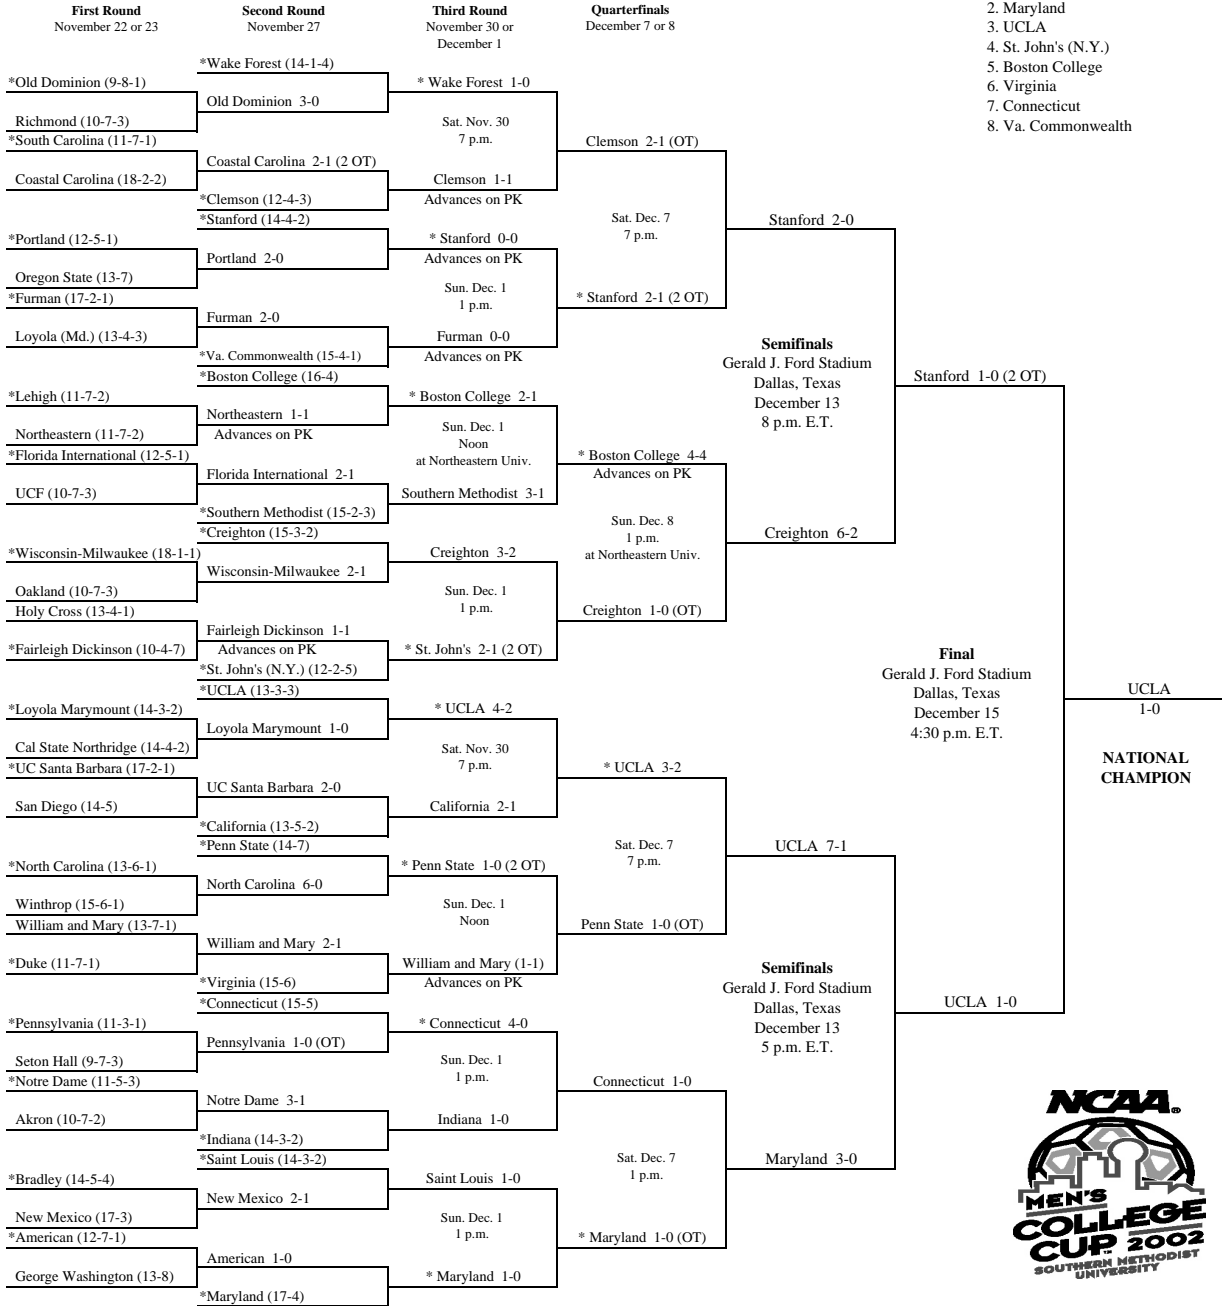 First Round
November 22 or 23
Second Round
November 27
Third Round
November 30 or
December 1
Quarterfinals
December 7 or 8
2. Maryland
3. UCLA
4. St. John's (N.Y.)
5. Boston College
6. Virginia
7. Connecticut
8. Va. Commonwealth
*Old Dominion (9-8-1)
Richmond (10-7-3)
*South Carolina (11-7-1)
Coastal Carolina (18-2-2)
*Portland (12-5-1)
Oregon State (13-7)
*Furman (17-2-1)
Loyola (Md.) (13-4-3)
*Lehigh (11-7-2)
Northeastern (11-7-2)
*Florida International (12-5-1)
UCF (10-7-3)
*Wisconsin-Milwaukee (18-1-1)
Oakland (10-7-3)
Holy Cross (13-4-1)
*Fairleigh Dickinson (10-4-7)
*Loyola Marymount (14-3-2)
Cal State Northridge (14-4-2)
*UC Santa Barbara (17-2-1)
San Diego (14-5)
*North Carolina (13-6-1)
Winthrop (15-6-1)
William and Mary (13-7-1)
*Duke (11-7-1)
*Pennsylvania (11-3-1)
Seton Hall (9-7-3)
*Notre Dame (11-5-3)
Akron (10-7-2)
*Bradley (14-5-4)
New Mexico (17-3)
*American (12-7-1)
George Washington (13-8)
*Wake Forest (14-1-4)
Old Dominion 3-0
Coastal Carolina 2-1 (2 OT)
*Clemson (12-4-3)
*Stanford (14-4-2)
Portland 2-0
Furman 2-0
*Va. Commonwealth (15-4-1)
*Boston College (16-4)
Northeastern 1-1
Advances on PK
Florida International 2-1
*Southern Methodist (15-2-3)
*Creighton (15-3-2)
Wisconsin-Milwaukee 2-1
Fairleigh Dickinson 1-1
Advances on PK
*St. John's (N.Y.) (12-2-5)
*UCLA (13-3-3)
Loyola Marymount 1-0
UC Santa Barbara 2-0
*California (13-5-2)
*Penn State (14-7)
North Carolina 6-0
William and Mary 2-1
*Virginia (15-6)
*Connecticut (15-5)
Pennsylvania 1-0 (OT)
Notre Dame 3-1
*Indiana (14-3-2)
*Saint Louis (14-3-2)
New Mexico 2-1
American 1-0
*Maryland (17-4)
* Wake Forest 1-0
Sat. Nov. 30
7 p.m.
Clemson 1-1
Advances on PK
* Stanford 0-0
Advances on PK
Sun. Dec. 1
1 p.m.
Furman 0-0
Advances on PK
* Boston College 2-1
Sun. Dec. 1
Noon
at Northeastern Univ.
Southern Methodist 3-1
Creighton 3-2
Sun. Dec. 1
1 p.m.
* St. John's 2-1 (2 OT)
* UCLA 4-2
Sat. Nov. 30
7 p.m.
California 2-1
* Penn State 1-0 (2 OT)
Sun. Dec. 1
Noon
William and Mary (1-1)
Advances on PK
* Connecticut 4-0
Sun. Dec. 1
1 p.m.
Indiana 1-0
Saint Louis 1-0
Sun. Dec. 1
1 p.m.
* Maryland 1-0
Clemson 2-1 (OT)
Sat. Dec. 7
7 p.m.
* Stanford 2-1 (2 OT)
* Boston College 4-4
Advances on PK
Sun. Dec. 8
1 p.m.
at Northeastern Univ.
Creighton 1-0 (OT)
* UCLA 3-2
Sat. Dec. 7
7 p.m.
Penn State 1-0 (OT)
Connecticut 1-0
Sat. Dec. 7
1 p.m.
* Maryland 1-0 (OT)
Stanford 2-0
Semifinals
Gerald J. Ford Stadium
Dallas, Texas
December 13
8 p.m. E.T.
Creighton 6-2
UCLA 7-1
Semifinals
Gerald J. Ford Stadium
Dallas, Texas
December 13
5 p.m. E.T.
Maryland 3-0
Stanford 1-0 (2 OT)
Final
Gerald J. Ford Stadium
Dallas, Texas
December 15
4:30 p.m. E.T.
UCLA 1-0
UCLA
1-0
NATIONAL
CHAMPION
NCAA®
MEN'S
COLLEGE
CUP™ 2002
SOUTHERN METHODIST
UNIVERSITY